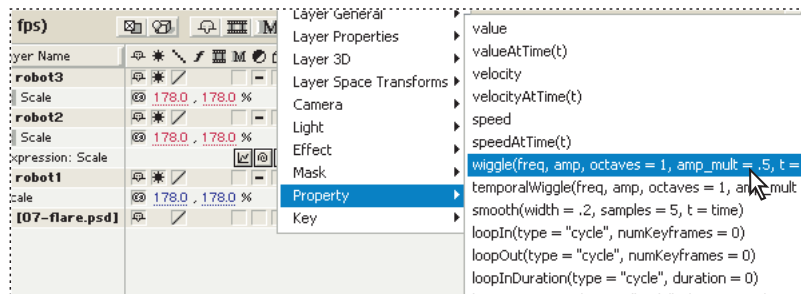 fps)
Layer General
Layer Properties
Layer 3D
Layer Space Transforms
Camera
Light
Effect
Mask
Property
Key
yer Name
M
robot3
Scale
178.0 , 178.0 %
robot2
Scale
178.0 , 178.0 %
xpression: Scale
robot1
cale
178.0 , 178.0 %
[07-flare.psd]
value
valueAtTime(t)
velocity
velocityAtTime(t)
speed
speedAtTime(t)
wiggle(freq, amp, octaves = 1, amp_mult = .5, t =
temporalWiggle(freq, amp, octaves = 1, amp_mult
smooth(width = .2, samples = 5, t = time)
loopIn(type = "cycle", numKeyframes = 0)
loopOut(type = "cycle", numKeyframes = 0)
loopInDuration(type = "cycle", duration = 0)